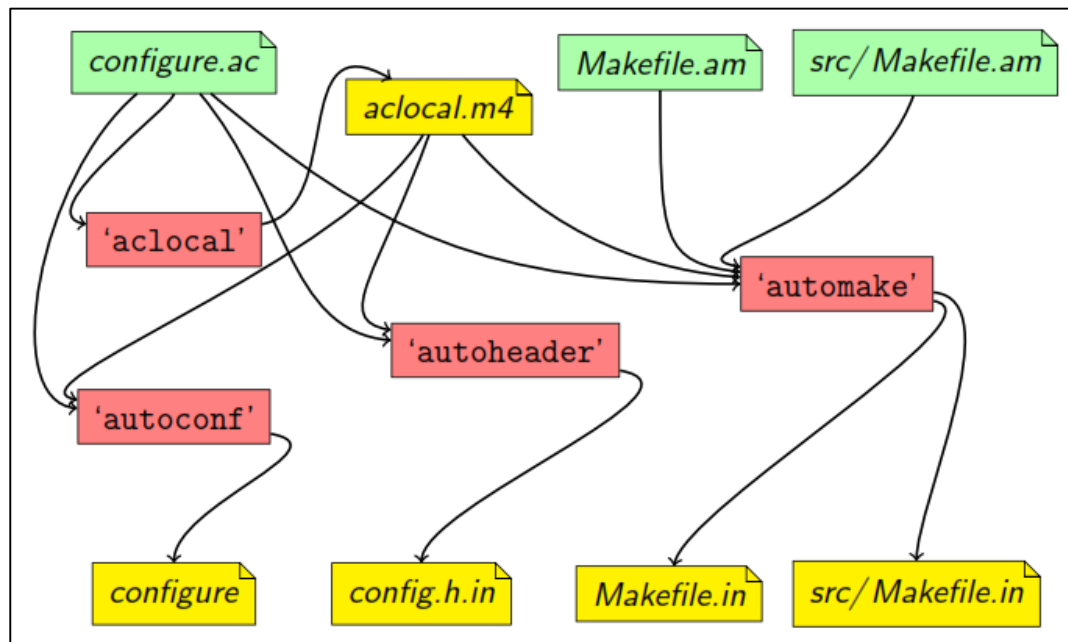 configure.ac
Makefile.am
src/Makefile.am
aclocal.m4
‘aclocal’
‘automake’
‘autoheader’
‘autoconf’
configure
config.h.in
Makefile.in
src/Makefile.in